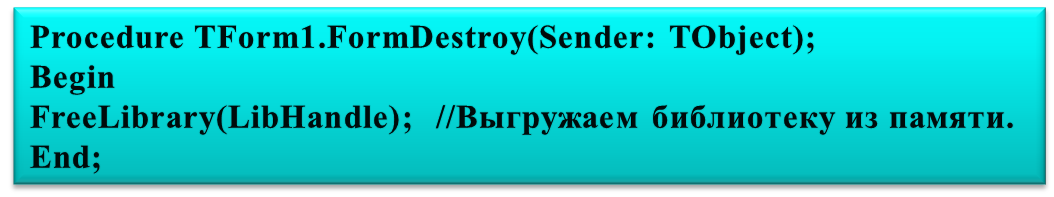 Procedure TForm1.FormDestroy(Sender: TObject);
Begin
FreeLibrary(LibHandle);  //Выгружаем библиотеку из памяти.
End;